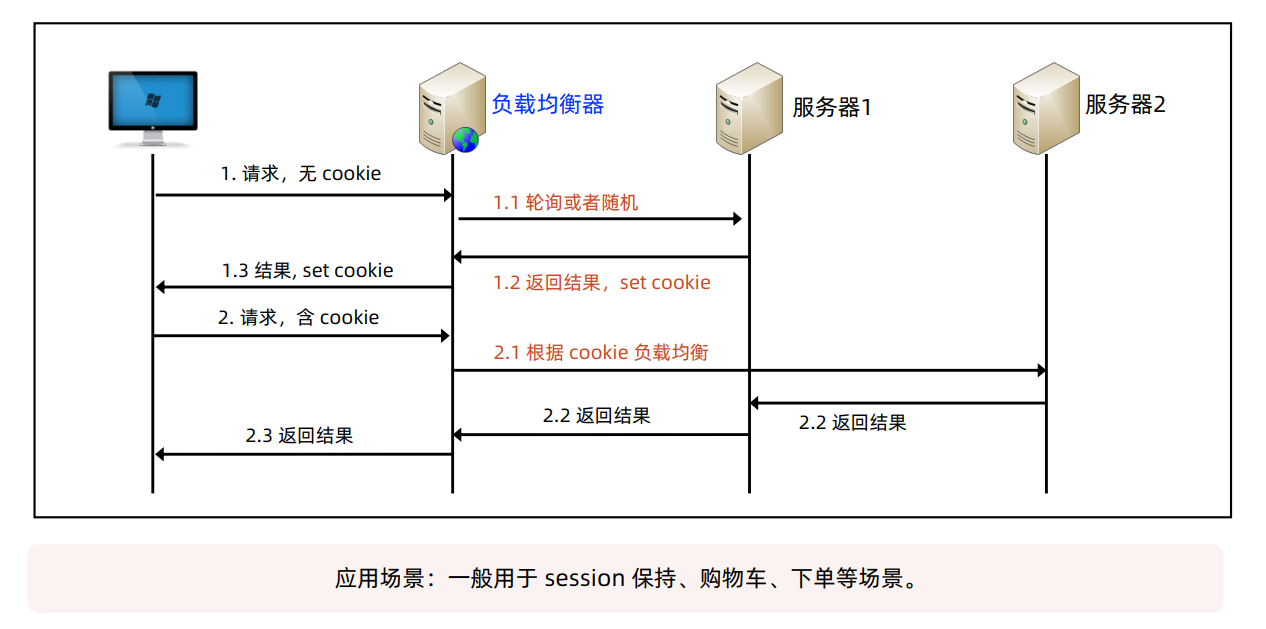 负载均衡器
服务器1
服务器2
1. 请求，无 cookie
1.1 轮询或者随机
1.3 结果, set cookie
1.2 返回结果，set cookie
2. 请求，含 cookie
2.1 根据 cookie 负载均衡
2.2 返回结果
2.2 返回结果
2.3 返回结果
应用场景：一般用于 session 保持、购物车、下单等场景。